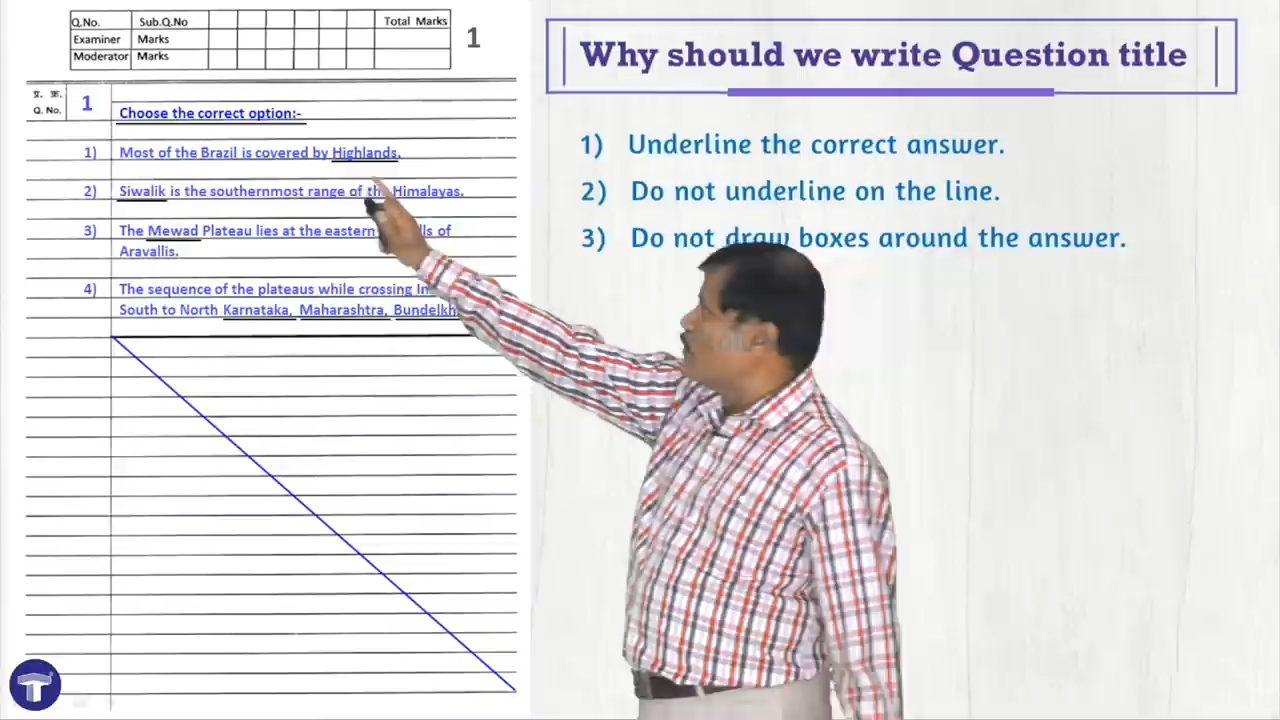 Q.No. Sub.Q.No Total Marks
Examiner Marks
Moderator Marks
1
प्र. क्र.
Q. No.
1
Choose the correct option:-
1) Most of the Brazil is covered by Highlands.
2) Siwalik is the southernmost range of the Himalayas.
3) The Mewad Plateau lies at the eastern of
Aravallis.
4) The sequence of the plateaus while crossing
South to North Karnataka, Maharashtra,
Why should we write Question title
1) Underline the correct answer.
2) Do not underline on the line.
3) Do not draw boxes around the answer.